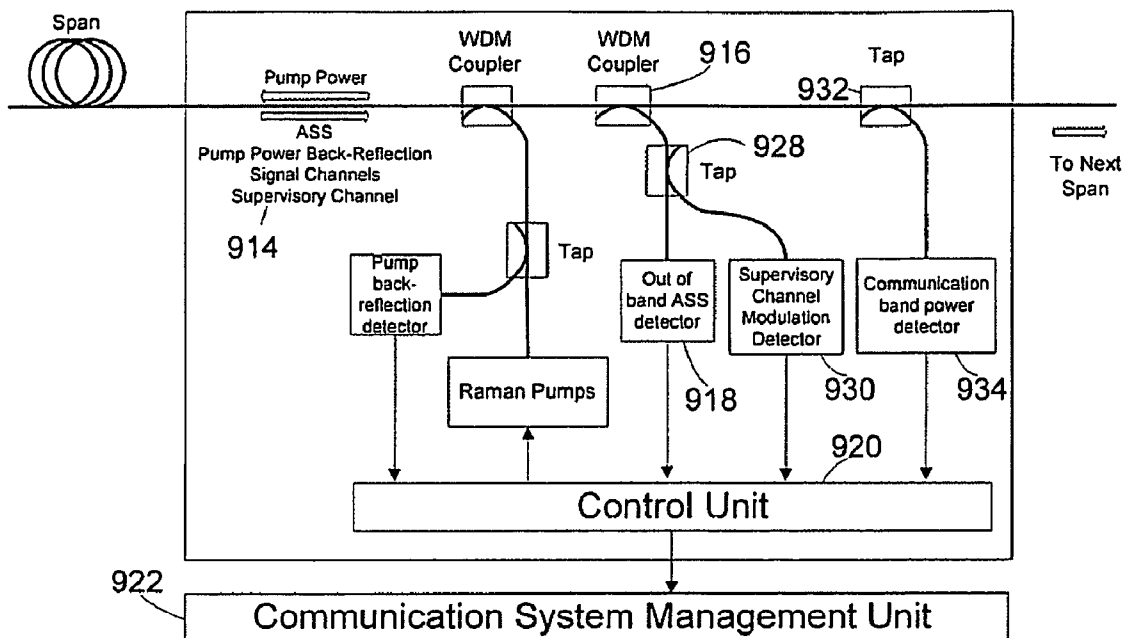 Span
Pump Power
ASS
Pump Power Back-Reflection
Signal Channels
Supervisory Channel
914
WDM
Coupler
WDM
Coupler
916
Tap
932
928
Tap
To Next
Span
Tap
Pump
back-
reflection
detector
Raman Pumps
Out of
band ASS
detector
918
Supervisory
Channel
Modulation
Detector
930
Communication
band power
detector
934
920
Control Unit
922
Communication System Management Unit